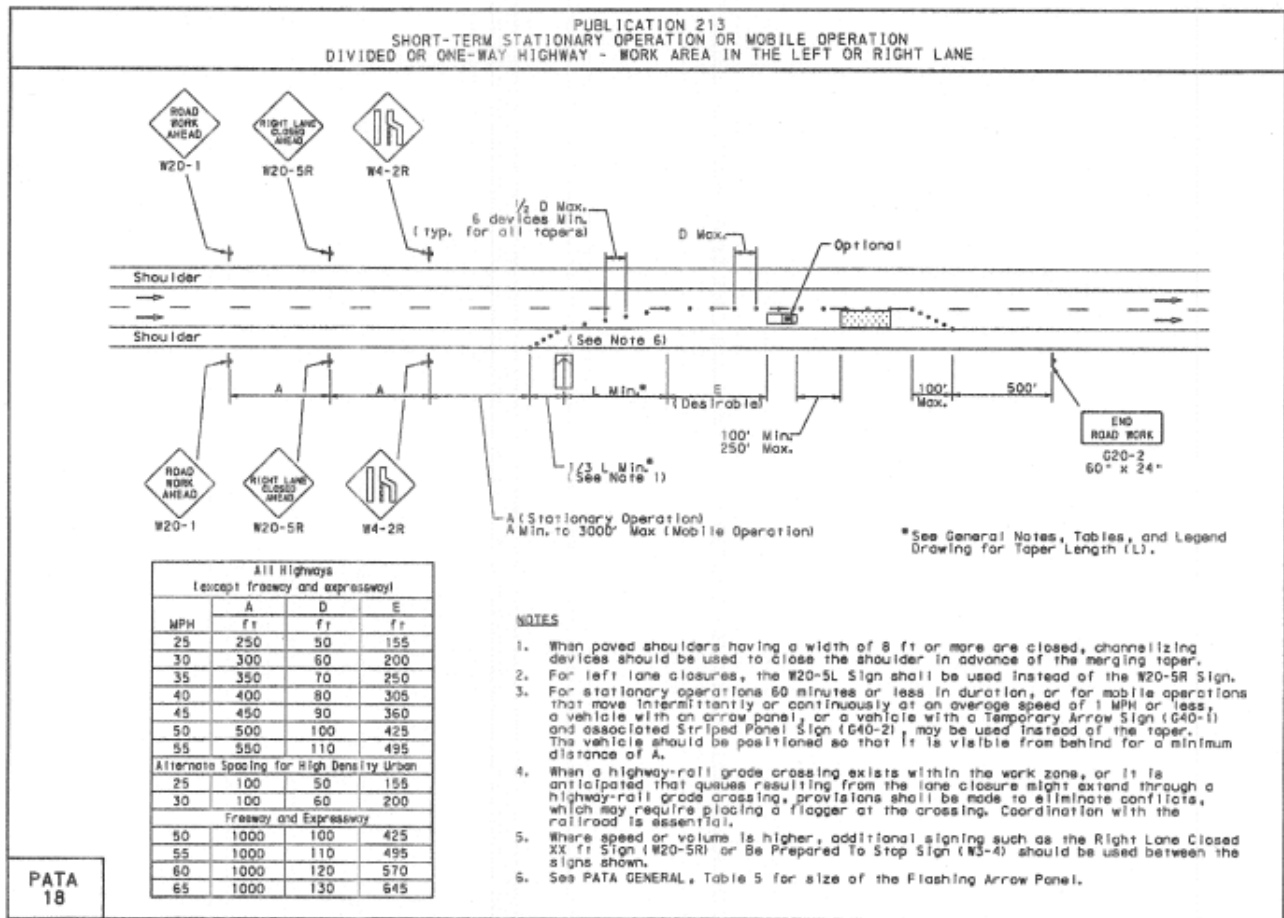 PUBLICATION 213
SHORT-TERM STATIONARY OPERATION OR MOBILE OPERATION
DIVIDED OR ONE-WAY HIGHWAY - WORK AREA IN THE LEFT OR RIGHT LANE
ROAD
WORK
AHEAD
W20-1
RIGHT LANE
CLOSED
AHEAD
W20-5R
W4-2R
1/2 D Max.
6 devices Min.
(typ. for all tapers)
D Max.
Optional
Shoulder
Shoulder
(See Note 6)
A
A
L Min.*
E
(Desirable)
100' Min.
250' Max.
100'
Max.
500'
END
ROAD WORK
G20-2
60" x 24"
1/3 L Min.*
(See Note 1)
A (Stationary Operation)
A Min. to 3000' Max (Mobile Operation)
ROAD
WORK
AHEAD
W20-1
RIGHT LANE
CLOSED
AHEAD
W20-5R
W4-2R
*See General Notes, Tables, and Legend
Drawing for Taper Length (L).
All Highways
(except freeway and expressway)
MPH A D E
ft ft ft
25 250 50 155
30 300 60 200
35 350 70 250
40 400 80 305
45 450 90 360
50 500 100 425
55 550 110 495
Alternate Spacing for High Density Urban
25 100 50 155
30 100 60 200
Freeway and Expressway
50 1000 100 425
55 1000 110 495
60 1000 120 570
65 1000 130 645
NOTES
1. When paved shoulders having a width of 8 ft or more are closed, channelizing
devices should be used to close the shoulder in advance of the merging taper.
2. For left lane closures, the W20-5L Sign shall be used instead of the W20-5R Sign.
3. For stationary operations 60 minutes or less in duration, or for mobile operations
that move intermittently or continuously at an average speed of 1 MPH or less,
a vehicle with an arrow panel, or a vehicle with a Temporary Arrow Sign (G40-1)
and associated Striped Panel Sign (G40-2), may be used instead of the taper.
The vehicle should be positioned so that it is visible from behind for a minimum
distance of A.
4. When a highway-rail grade crossing exists within the work zone, or it is
anticipated that queues resulting from the lane closure might extend through a
highway-rail grade crossing, provisions shall be made to eliminate conflicts,
which may require placing a flagger at the crossing. Coordination with the
railroad is essential.
5. Where speed or volume is higher, additional signing such as the Right Lane Closed
XX ft Sign (W20-5R) or Be Prepared To Stop Sign (W3-4) should be used between the
signs shown.
6. See PATA GENERAL, Table 5 for size of the Flashing Arrow Panel.
PATA
18